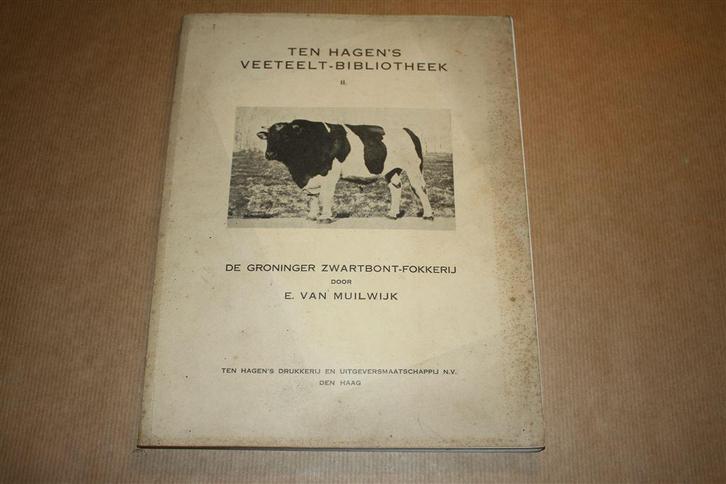 TEN HAGEN'S
VEETEELT-BIBLIOTHEEK
II.
DE GRONINGER ZWARTBONT-FOKKERIJ
DOOR
E. VAN MUILWIJK
TEN HAGEN'S DRUKKERIJ EN UITGEVERSMAATSCHAPPIJ N.V.
DEN HAAG